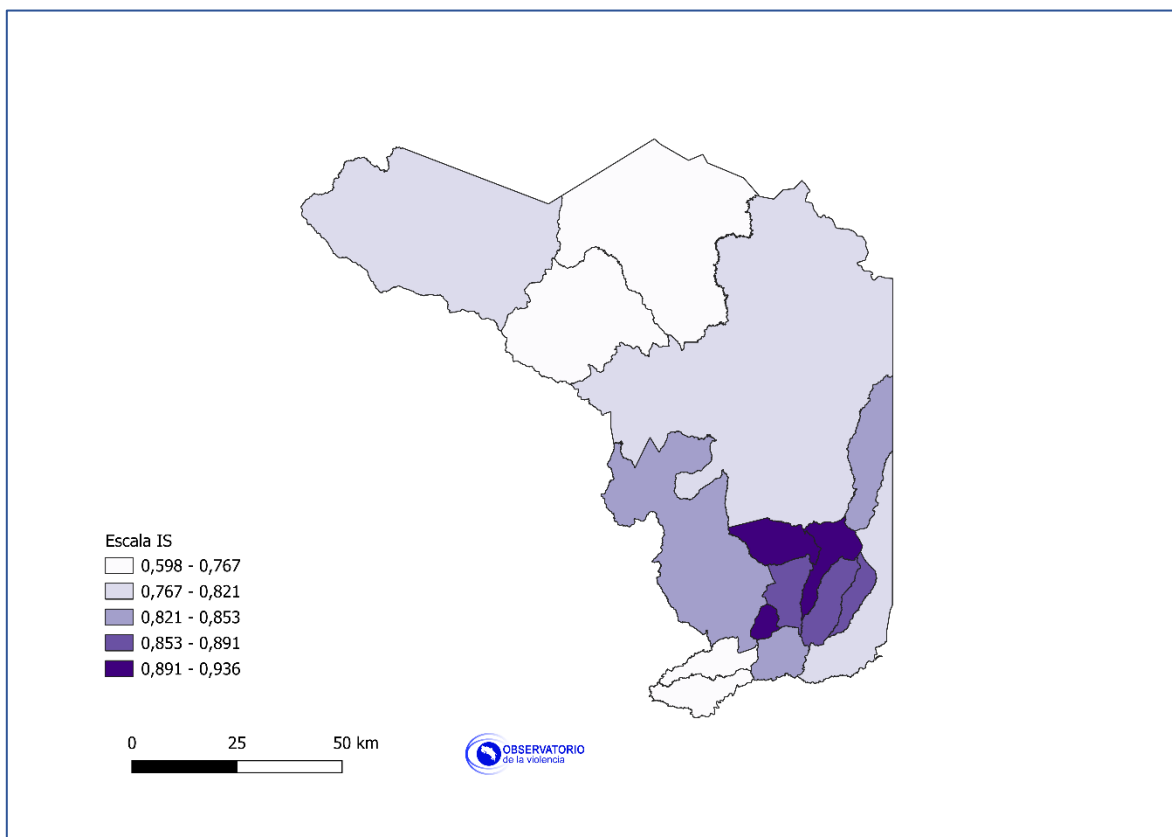 Escala IS
0,598 - 0,767
0,767 - 0,821
0,821 - 0,853
0,853 - 0,891
0,891 - 0,936
0 25 50 km
OBSERVATORIO
de la violencia